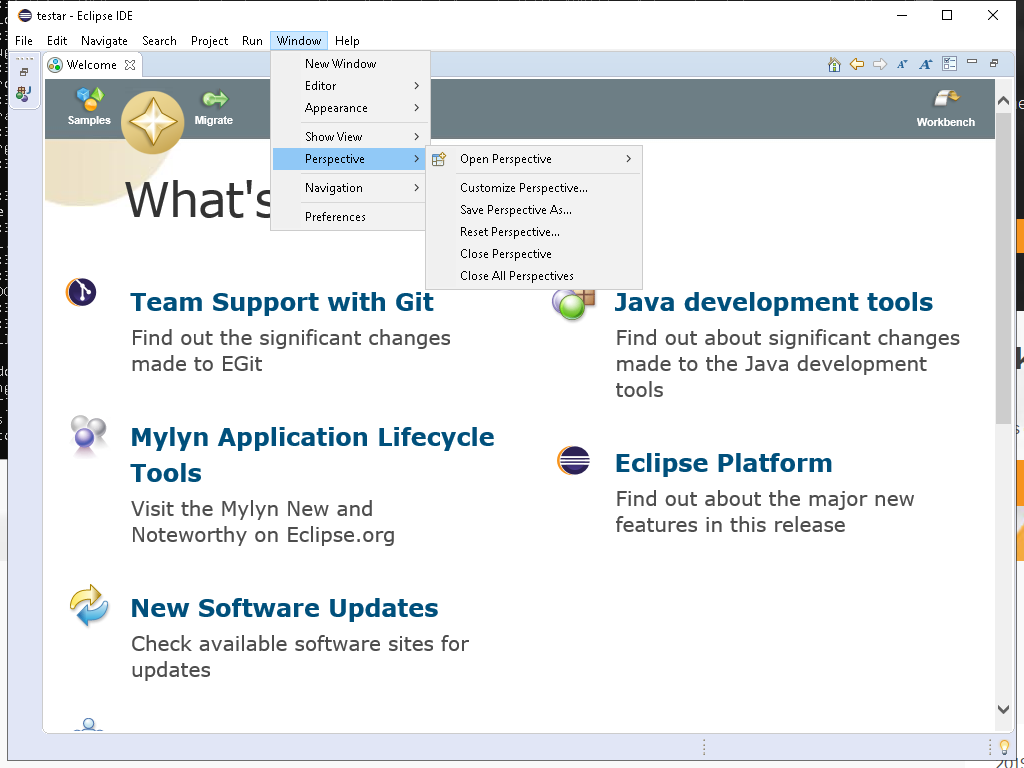 testar - Eclipse IDE
File Edit Navigate Search Project Run Window Help
Welcome
New Window
Editor
Appearance
Show View
Perspective
Navigation
Preferences
Open Perspective
Customize Perspective...
Save Perspective As...
Reset Perspective...
Close Perspective
Close All Perspectives
Samples
Migrate
Workbench
What's
Team Support with Git
Find out the significant changes
made to EGit
Mylyn Application Lifecycle
Tools
Visit the Mylyn New and
Noteworthy on Eclipse.org
New Software Updates
Check available software sites for
updates
Java development tools
Find out about significant changes
made to the Java development
tools
Eclipse Platform
Find out about the major new
features in this release